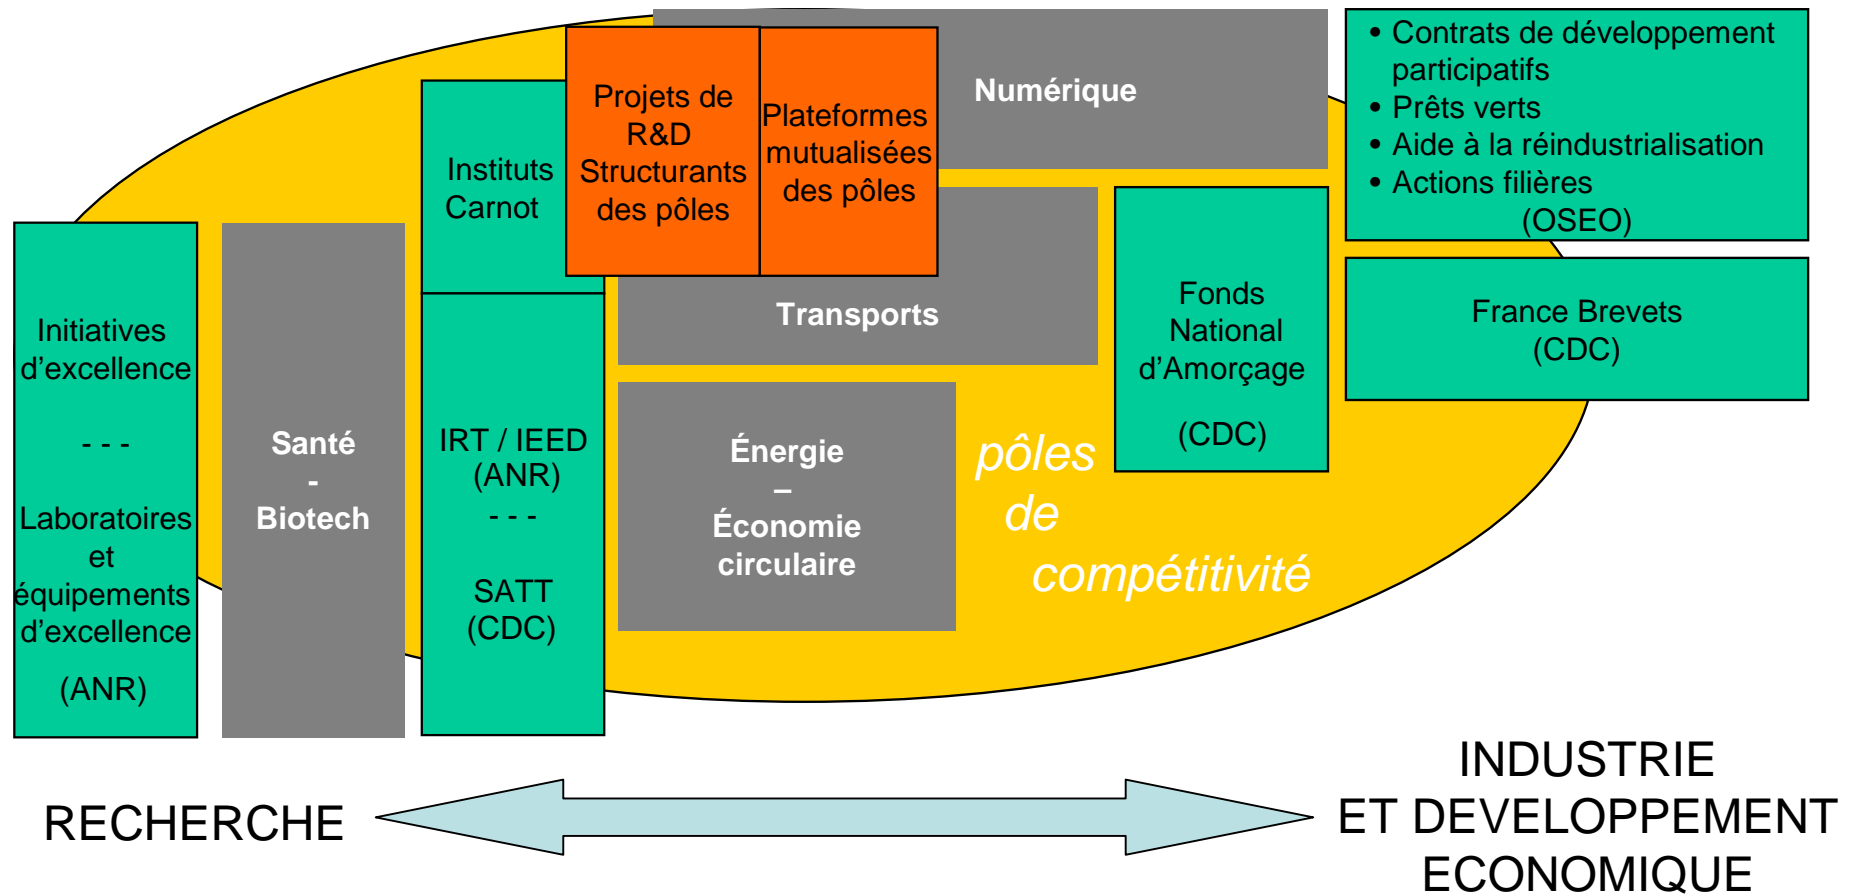 Initiatives
d’excellence
- - -
Laboratoires
et
équipements
d’excellence
(ANR)
Santé
-
Biotech
Instituts
Carnot
IRT / IEED
(ANR)
- - -
SATT
(CDC)
Projets de
R&D
Structurants
des pôles
Plateformes
mutualisées
des pôles
Numérique
Transports
Énergie
–
Économie
circulaire
pôles
de
compétitivité
Fonds
National
d’Amorçage
(CDC)
• Contrats de développement
participatifs
• Prêts verts
• Aide à la réindustrialisation
• Actions filières
(OSEO)
France Brevets
(CDC)
RECHERCHE
INDUSTRIE
ET DEVELOPPEMENT
ECONOMIQUE